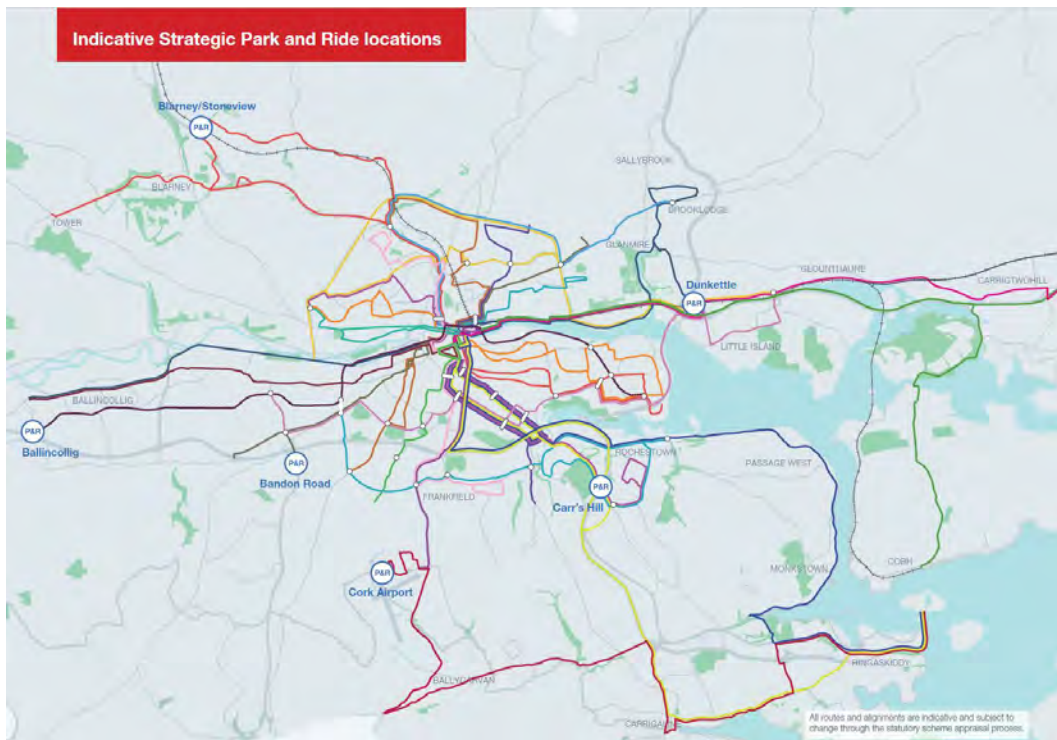 Indicative Strategic Park and Ride locations
Blarney/Stoneview
P&R
SALLYBROOK
BLARNEY
TOWER
BROOKLODGE
GLANMIRE
GLOUNTHAUNE
Dunkettle
CARRIGTWOHILL
P&R
LITTLE ISLAND
BALLINCOLLIG
P&R
Ballincollig
ROCHESTOWN
P&R
PASSAGE WEST
Bandon Road
P&R
FRANKFIELD
Carr's Hill
COBH
P&R
MONKSTOWN
Cork Airport
RINGASKIDDY
BALLYGARVAN
CARRIGALINE
All routes and alignments are indicative and subject to
change through the statutory scheme appraisal process.